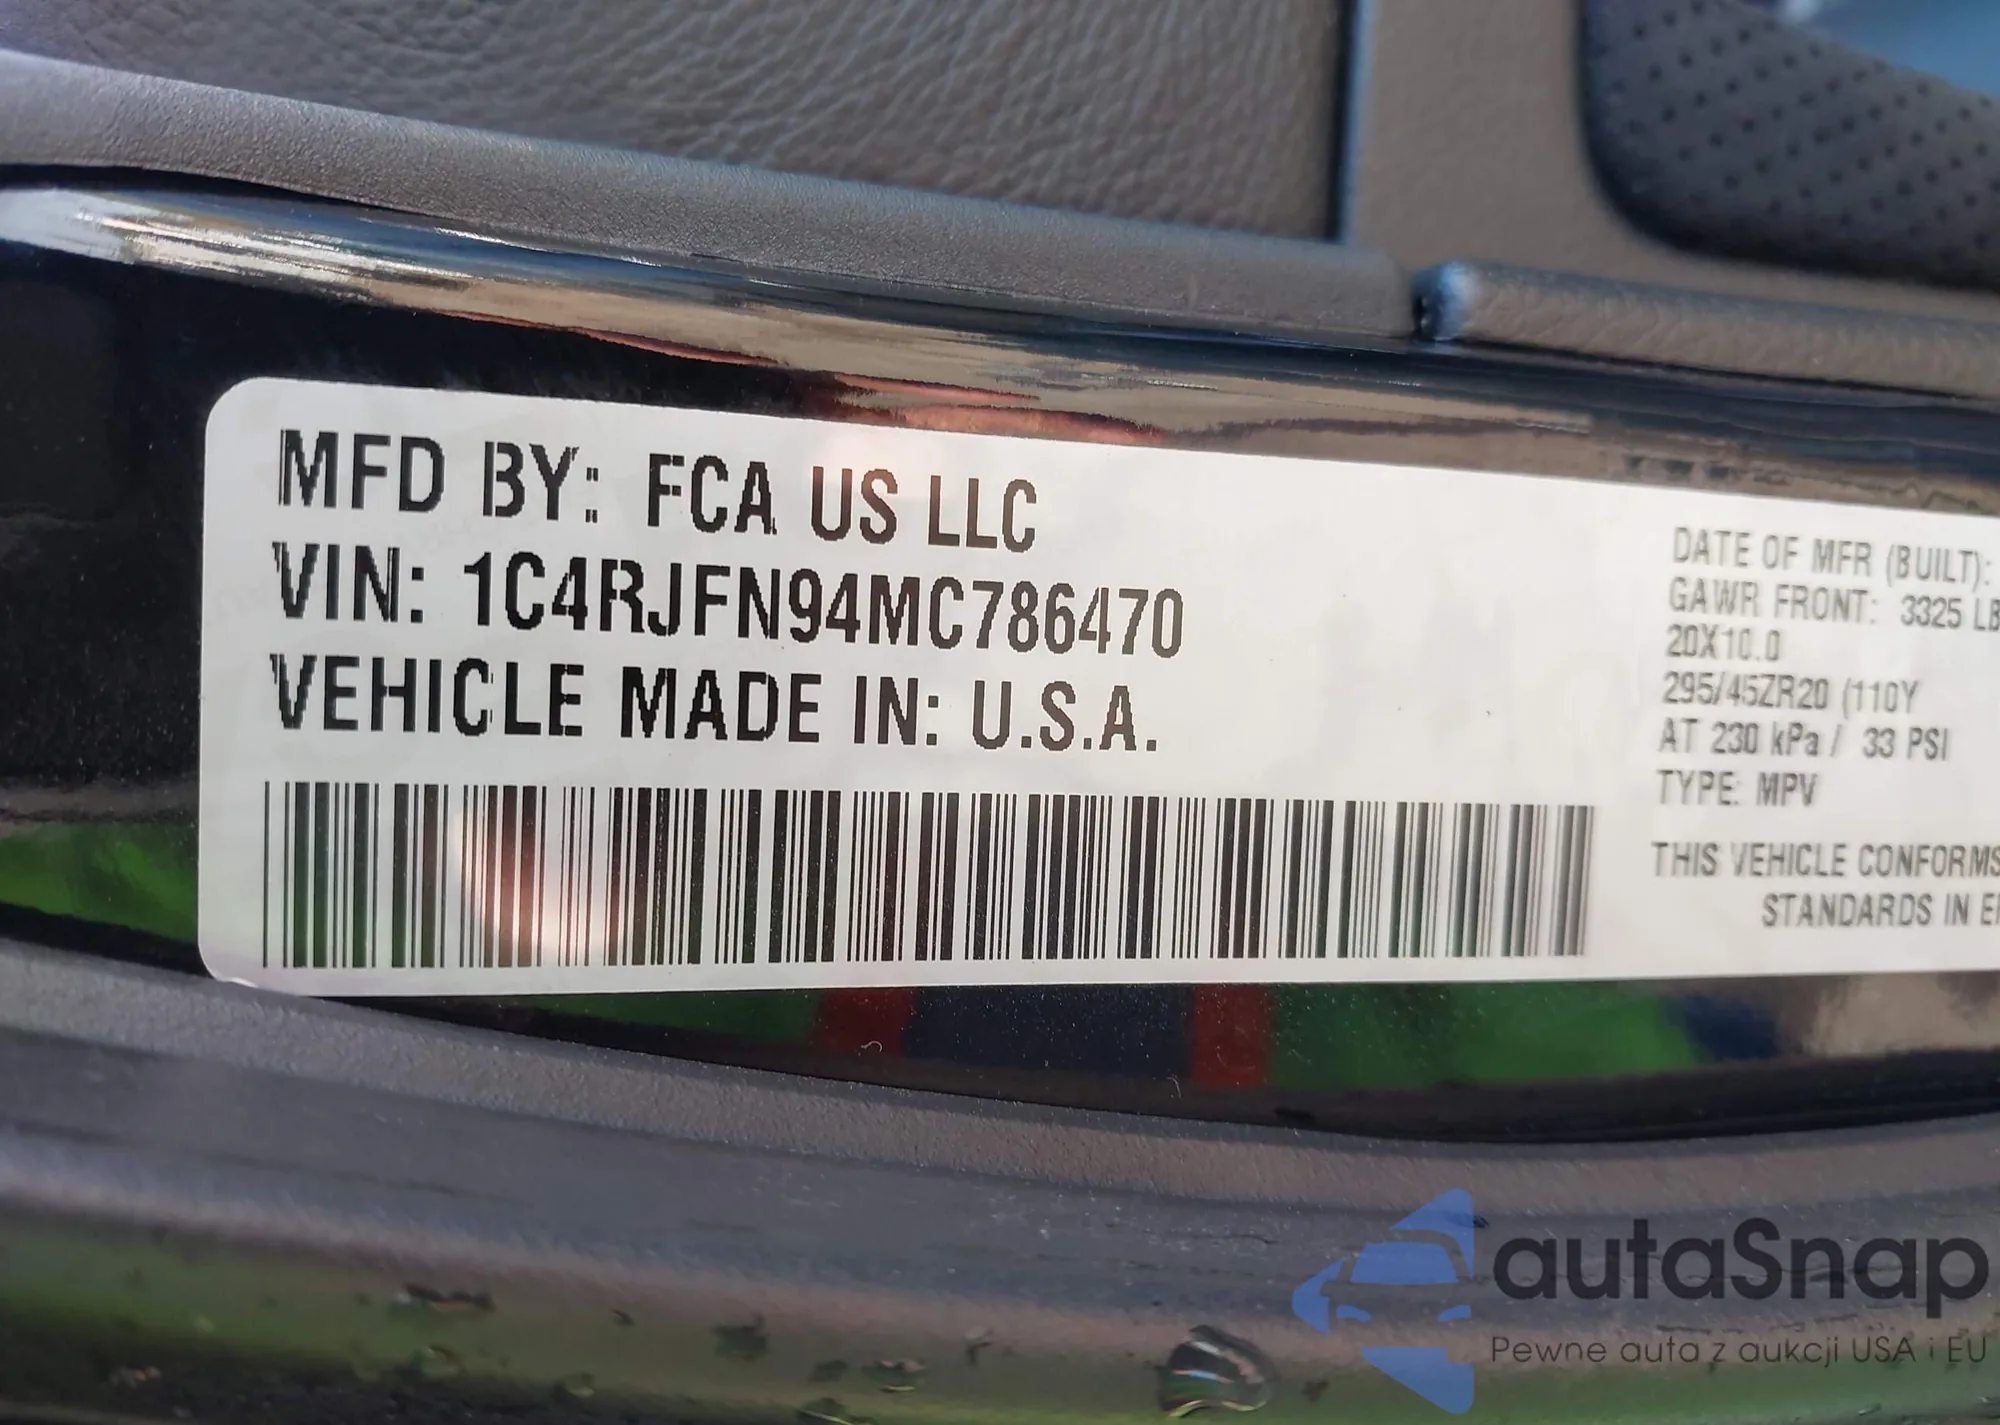 MFD BY: FCA US LLC
VIN: 1C4RJFN94MC786470
VEHICLE MADE IN: U.S.A.
DATE OF MFR (BUILT):
GAWR FRONT: 3325 LB
20X10.0
295/45ZR20 (110Y
AT 230 kPa / 33 PSI
TYPE: MPV
THIS VEHICLE CONFORMS
STANDARDS IN
autaSnap
Pewne auta z aukcji USA i EU